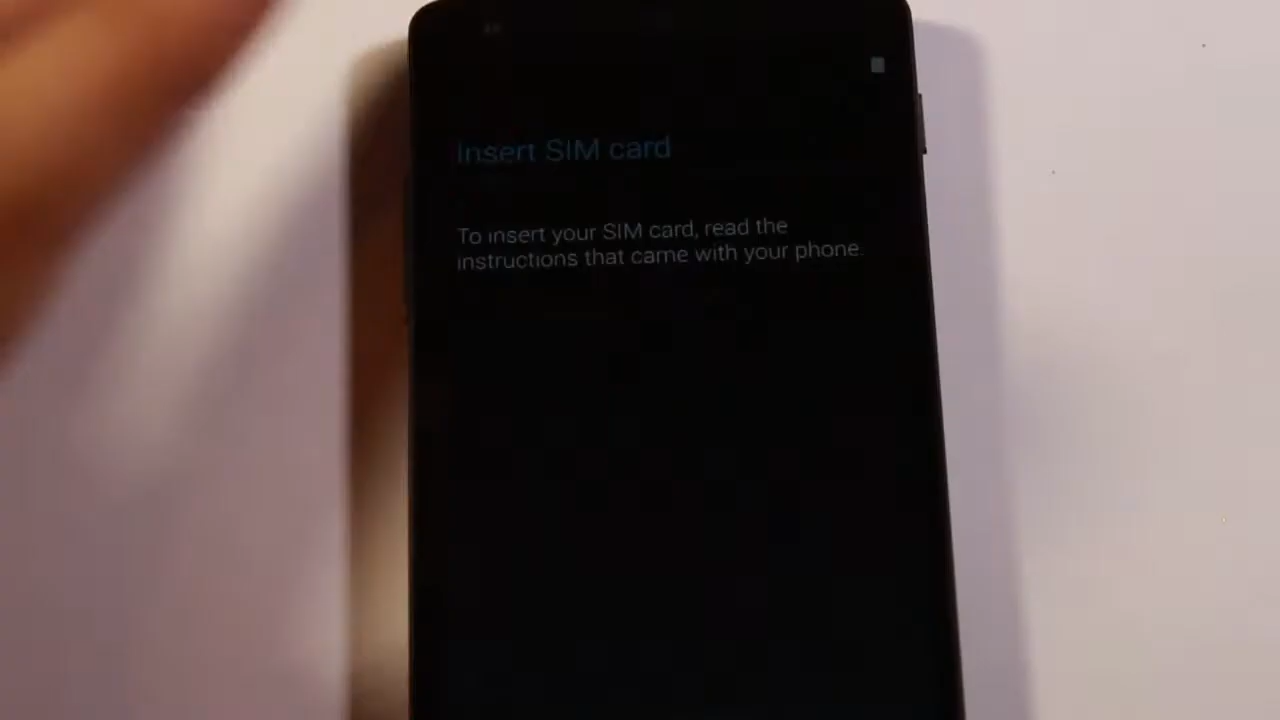 Insert SIM card
To insert your SIM card, read the
instructions that came with your phone.